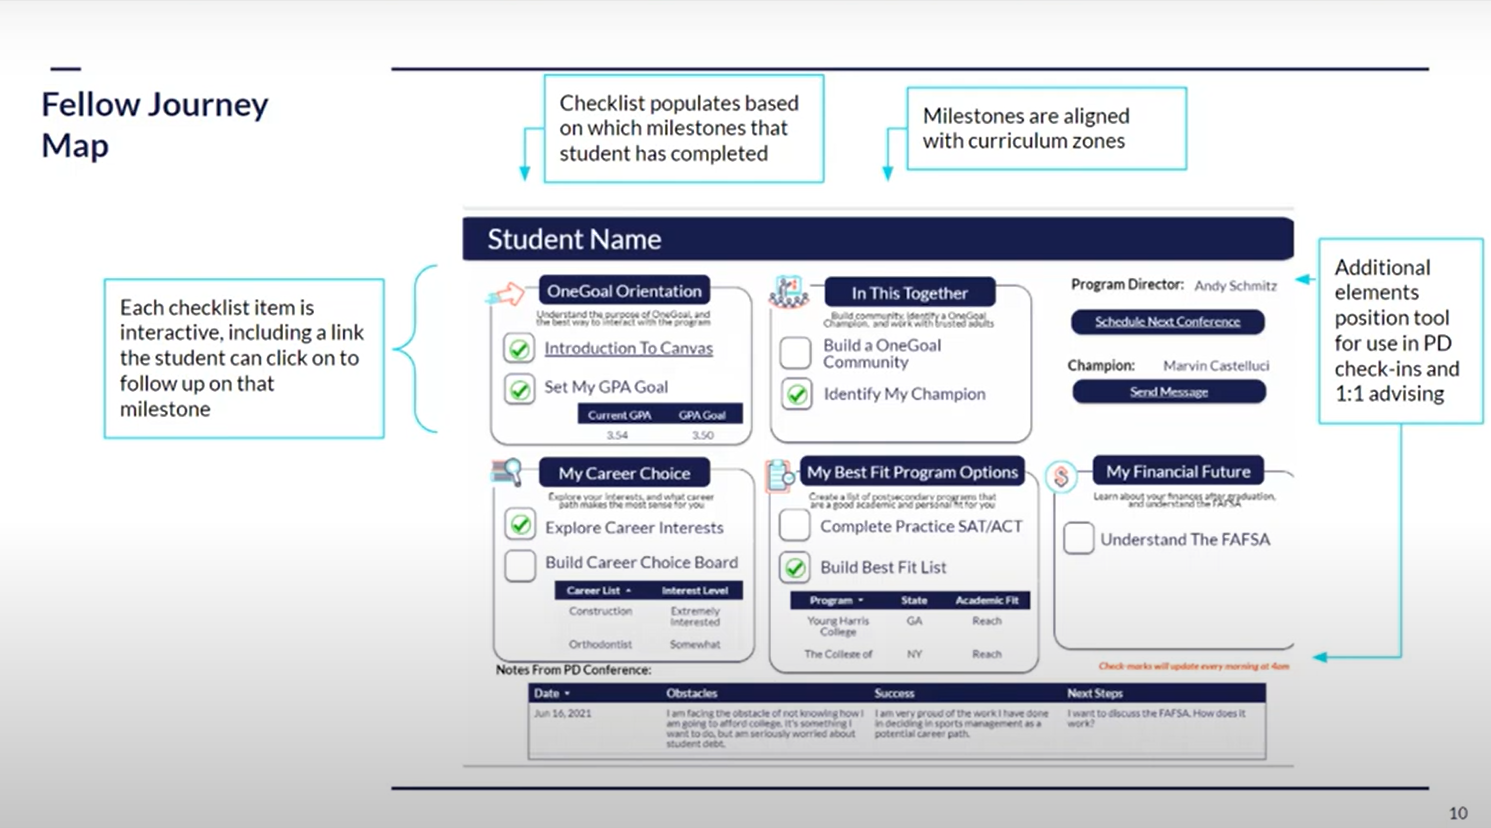 Fellow Journey
Map
Checklist populates based
on which milestones that
student has completed
Milestones are aligned
with curriculum zones
Each checklist item is
interactive, including a link
the student can click on to
follow up on that
milestone
Additional
elements
position tool
for use in PD
check-ins and
1:1 advising
Student Name
OneGoal Orientation
Understand the purpose of OneGoal, and
the best way to interact with the program
Introduction To Canvas
Set My GPA Goal
Current GPA GPA Goal
3.54 3.50
In This Together
Build community, Identify a OneGoal
Champion, and work with trusted adults
Build a OneGoal
Community
Identify My Champion
Program Director: Andy Schmitz
Schedule Next Conference
Champion: Marvin Castelluci
Send Message
My Career Choice
Explore your interests, and what career
path makes the most sense for you
Explore Career Interests
Build Career Choice Board
Career List Interest Level
Construction Extremely
Interested
Orthodontist Somewhat
My Best Fit Program Options
Create a list of postsecondary programs that
are a good academic and personal fit for you
Complete Practice SAT/ACT
Build Best Fit List
Program State Academic Fit
Young Harris GA Reach
College
The College of NY Reach
My Financial Future
Learn about your finances after graduation,
and understand the FAFSA
Understand The FAFSA
Check-marks will update every morning at 4am
Notes From PD Conference:
Date Obstacles Success Next Steps
Jun 16, 2021
I am facing the obstacle of not knowing how I
am going to afford college. It's something I
want to do, but am seriously worried about
student debt.
I am very proud of the work I have done
in deciding in sports management as a
potential career path.
I want to discuss the FAFSA. How does it
work?
10